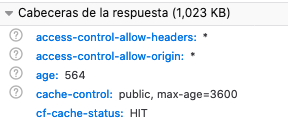 Cabeceras de la respuesta (1,023 KB)
access-control-allow-headers: *
access-control-allow-origin: *
age: 564
cache-control: public, max-age=3600
cf-cache-status: HIT